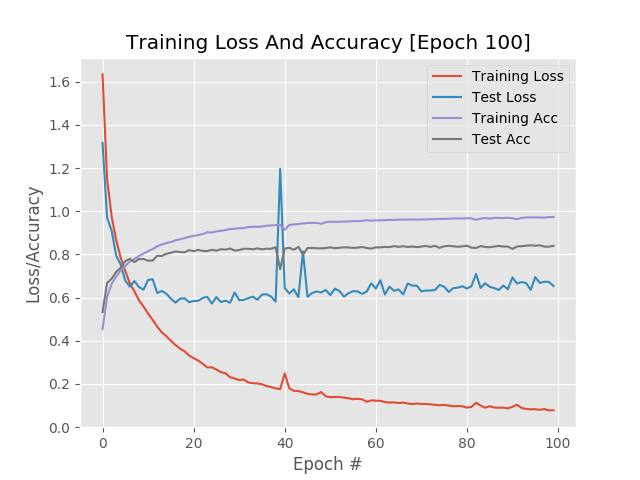 Training Loss And Accuracy [Epoch 100]
Training Loss
Test Loss
Training Acc
Test Acc
Loss/Accuracy
1.6
1.4
1.2
1.0
0.8
0.6
0.4
0.2
0.0
0 20 40 60 80 100
Epoch #